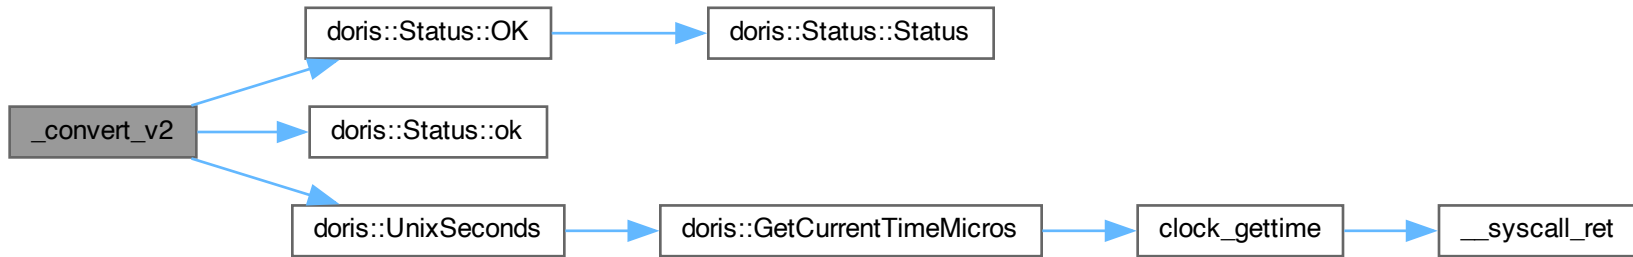 doris::Status::OK
doris::Status::Status
_convert_v2
doris::Status::ok
doris::UnixSeconds
doris::GetCurrentTimeMicros
clock_gettime
__syscall_ret